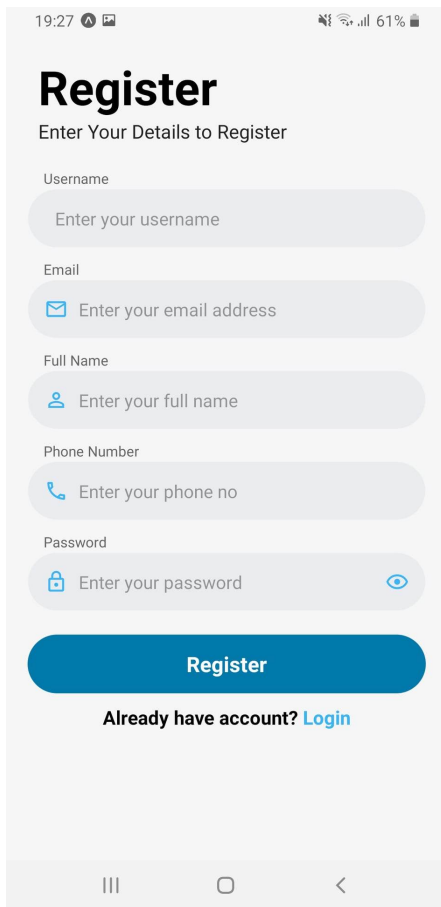 19:27 61%
Register
Enter Your Details to Register
Username
Enter your username
Email
Enter your email address
Full Name
Enter your full name
Phone Number
Enter your phone no
Password
Enter your password
Register
Already have account? Login